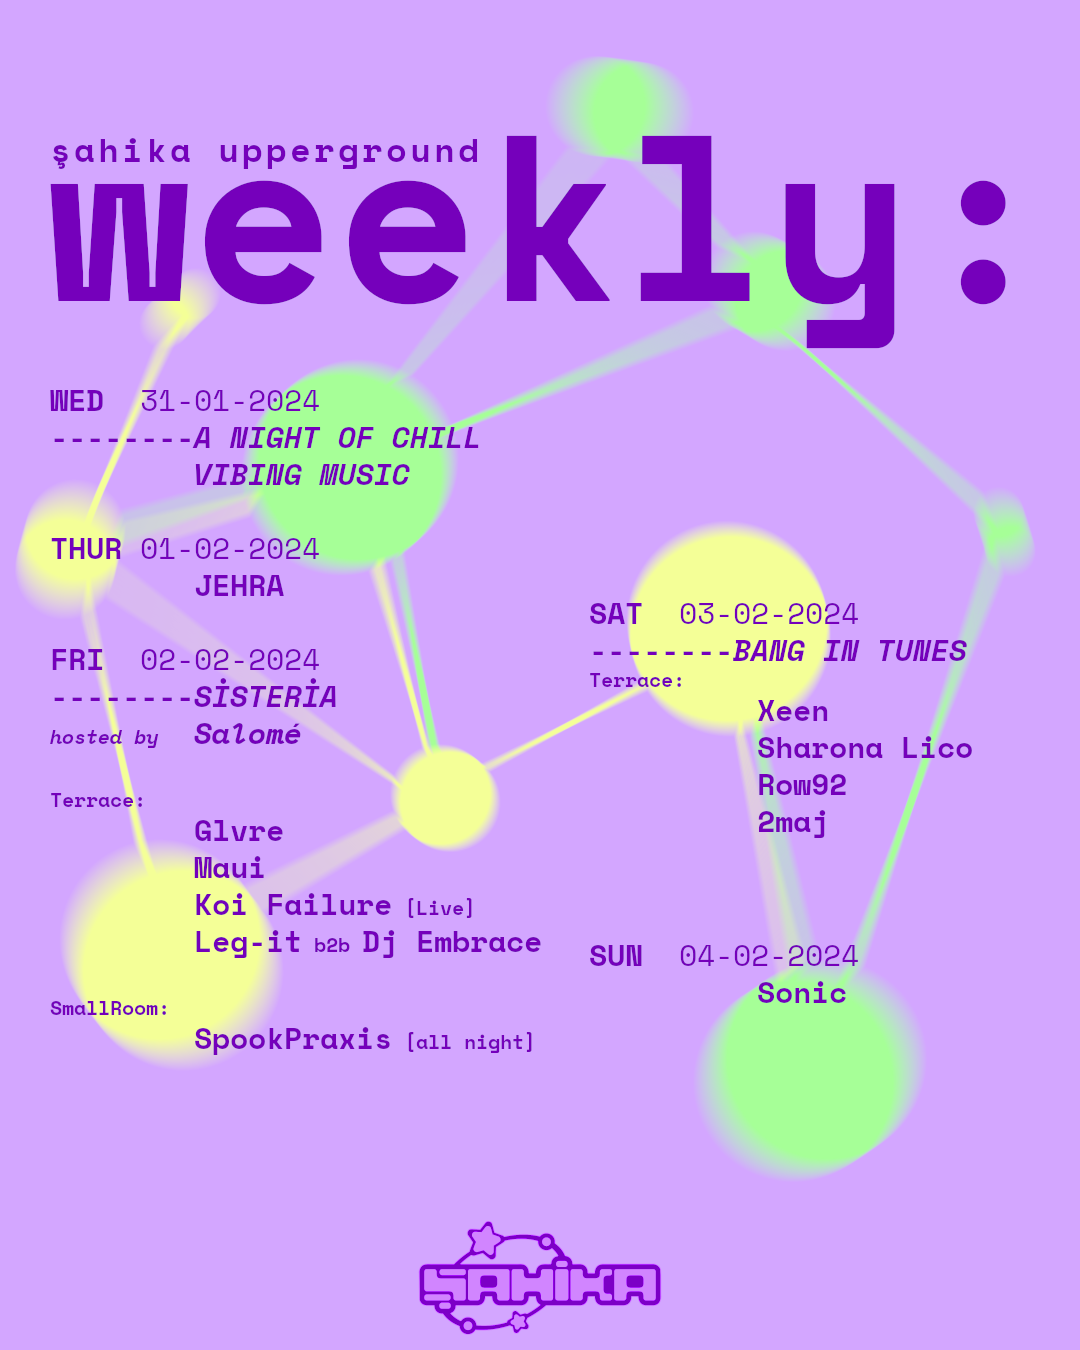 şahika upperground
weekly:
WED 31-01-2024
--------A NIGHT OF CHILL
VIBING MUSIC
THUR 01-02-2024
JEHRA
FRI 02-02-2024
--------SİSTERİA
hosted by Salomé
Terrace:
Glvre
Maui
Koi Failure [Live]
Leg-it b2b Dj Embrace
SmallRoom:
SpookPraxis [all night]
SAT 03-02-2024
--------BANG IN TUNES
Terrace:
Xeen
Sharona Lico
Row92
2maj
SUN 04-02-2024
Sonic
SAHiKA